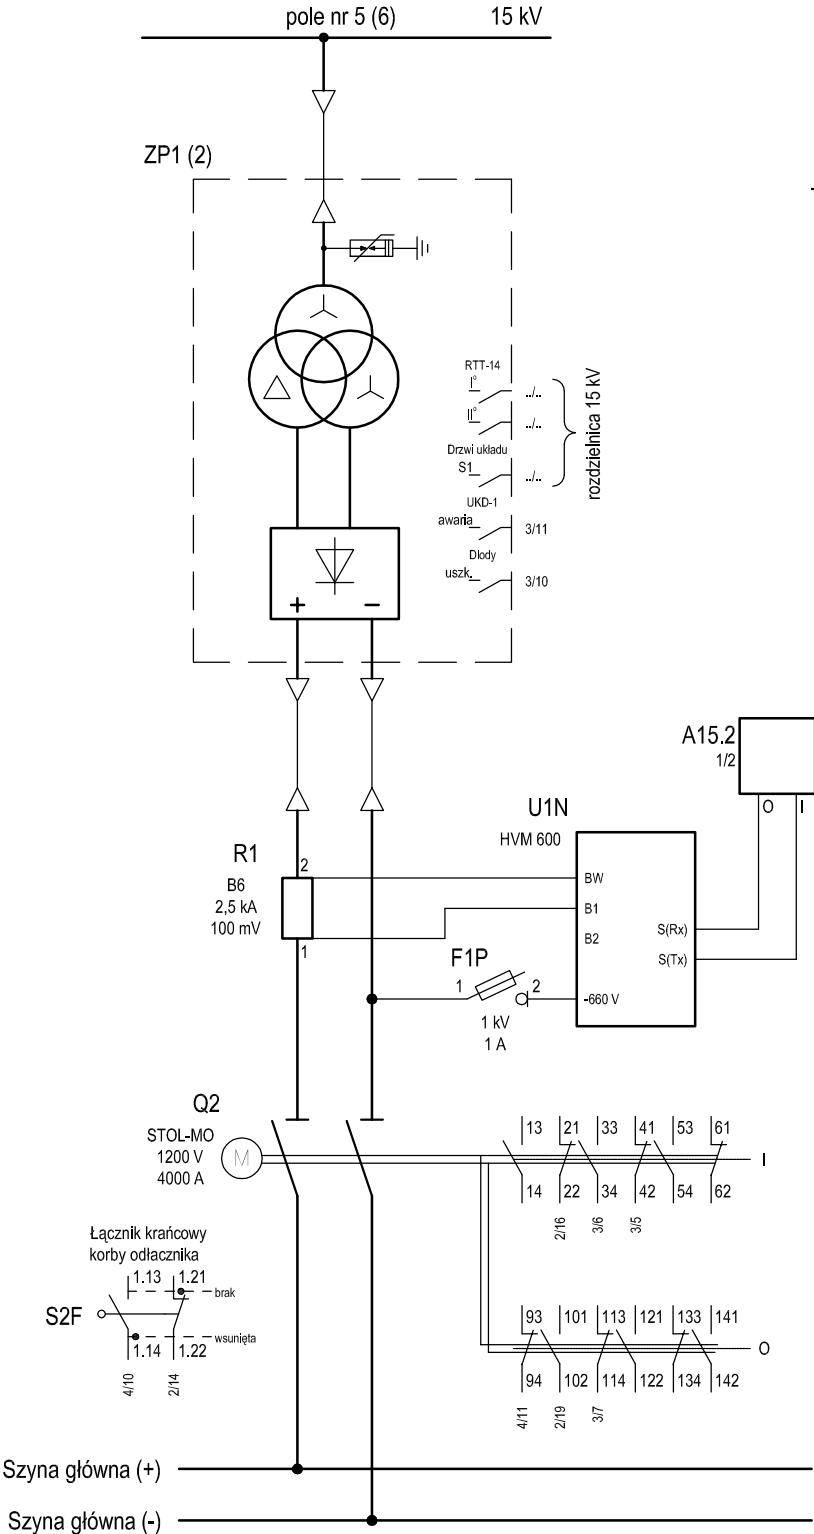 pole nr 5 (6) 15 kV
ZP1 (2)
RTT-14
I° ../..
II° ../..
Drzwi układu
S1 ../..
rozdzielnica 15 kV
UKD-1
awaria 3/11
Diody
uszk. 3/10
+ −
A15.2
1/2
O I
U1N
HVM 600
BW
B1
B2
S(Rx)
S(Tx)
-660 V
R1
B6
2,5 kA
100 mV
2
1
F1P
1 2
1 kV
1 A
Q2
STOL-MO
1200 V
4000 A
M
13 21 33 41 53 61
I
14 22 34 42 54 62
2/16 3/6 3/5
Łącznik krańcowy
korby odłacznika
1.13 1.21
brak
S2F
wsunięta
1.14 1.22
4/10 2/14
93 101 113 121 133 141
O
94 102 114 122 134 142
4/11 2/19 3/7
Szyna główna (+)
Szyna główna (-)